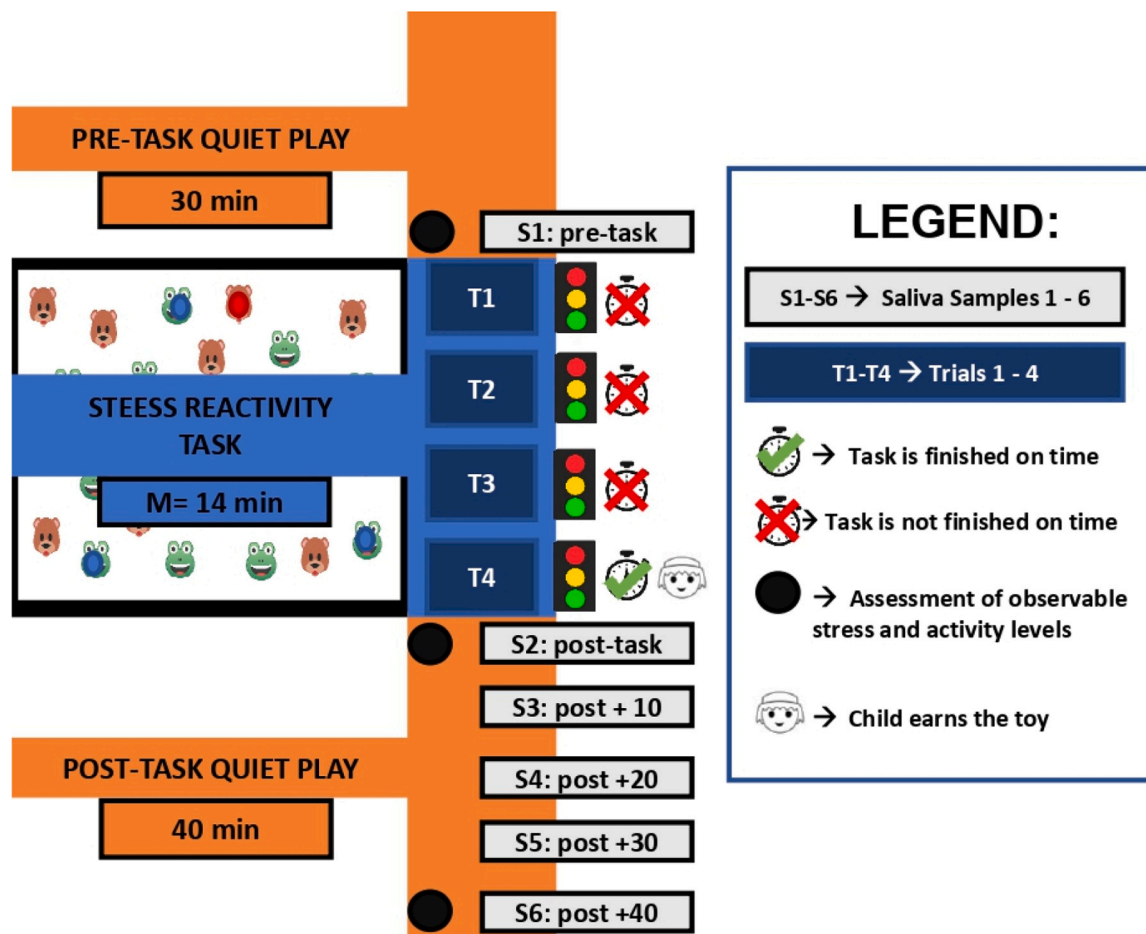 PRE-TASK QUIET PLAY
30 min
S1: pre-task
T1
T2
STEESS REACTIVITY
TASK
M= 14 min
T3
T4
S2: post-task
S3: post + 10
POST-TASK QUIET PLAY
40 min
S4: post +20
S5: post +30
S6: post +40
LEGEND:
S1-S6 → Saliva Samples 1 - 6
T1-T4 → Trials 1 - 4
→ Task is finished on time
→ Task is not finished on time
→ Assessment of observable
stress and activity levels
→ Child earns the toy